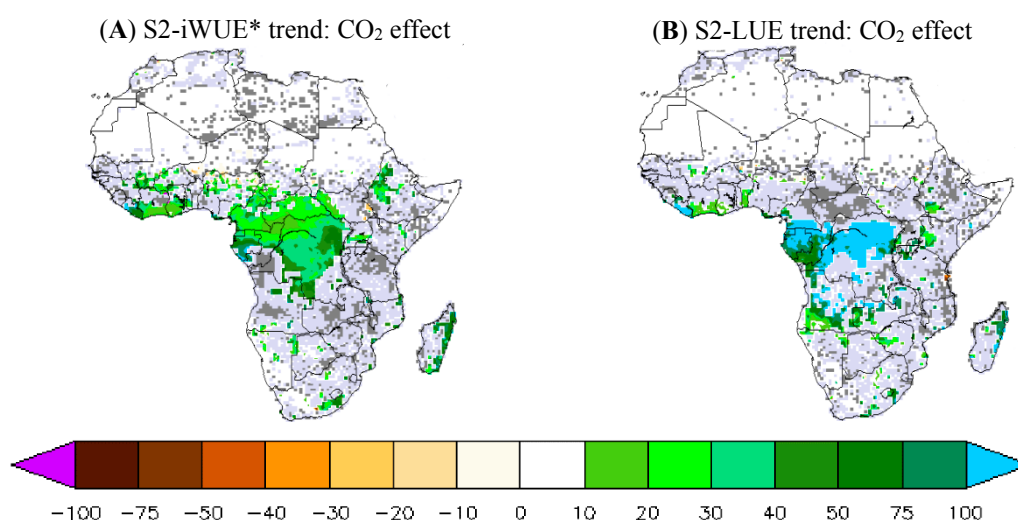 (A) S2-iWUE* trend: CO₂ effect
(B) S2-LUE trend: CO₂ effect
−100 −75 −50 −40 −30 −20 −10 0 10 20 30 40 50 75 100